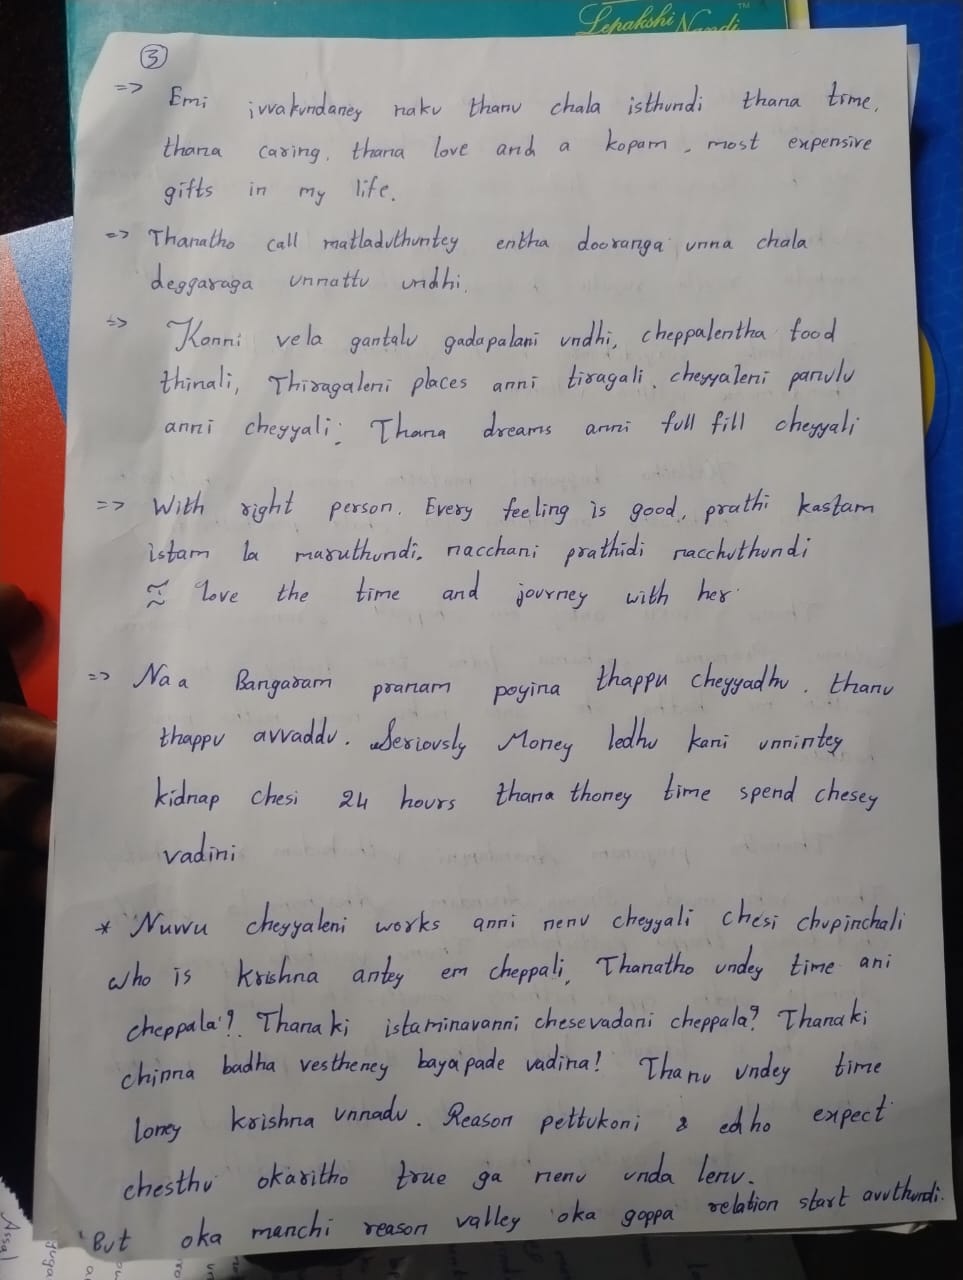 Lepakshi Nandi TM
3
=> Emi ivvakundaney naku thanu chala isthundi thana time,
thana caring, thana love and a kopam, most expensive
gifts in my life.
=> Thanatho call matladuthuntey entha dooranga unna chala
deggaraga unnattu undhi.
=> Konni vela gantalu gadapalani undhi, cheppalentha food
thinali, Thiragaleni places anni tiragali, cheyyaleni panulu
anni cheyyali; Thana dreams anni full fill cheyyali
=> With right person. Every feeling is good, prathi kastam
istam la maruthundi. nacchani prathidi nacchuthundi
love the time and journey with her.
=> Naa Bangaram pranam poyina thappu cheyyadhu. thanu
thappu avvaddu. Seriously Money ledhu kani unnintey
kidnap chesi 24 hours thana thoney time spend chesey
vadini
* Nuvvu cheyyaleni works anni nenu cheyyali chesi chupinchali
who is krishna antey em cheppali, Thanatho undey time ani
cheppala? Thanaki istaminavanni chesevadani cheppala? Thanaki
chinna badha vestheney bayapade vadina! Thanu undey time
loney krishna unnadu. Reason pettukoni & edho expect
chesthu okaritho true ga nenu unda lenu.
But oka manchi reason valley oka goppa relation start avuthundi.
Assal